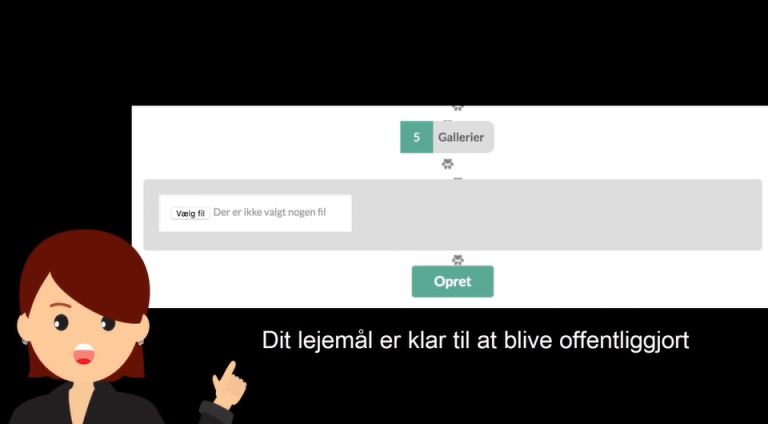 5 Gallerier
Vælg fil Der er ikke valgt nogen fil
Opret
Dit lejemål er klar til at blive offentliggjort